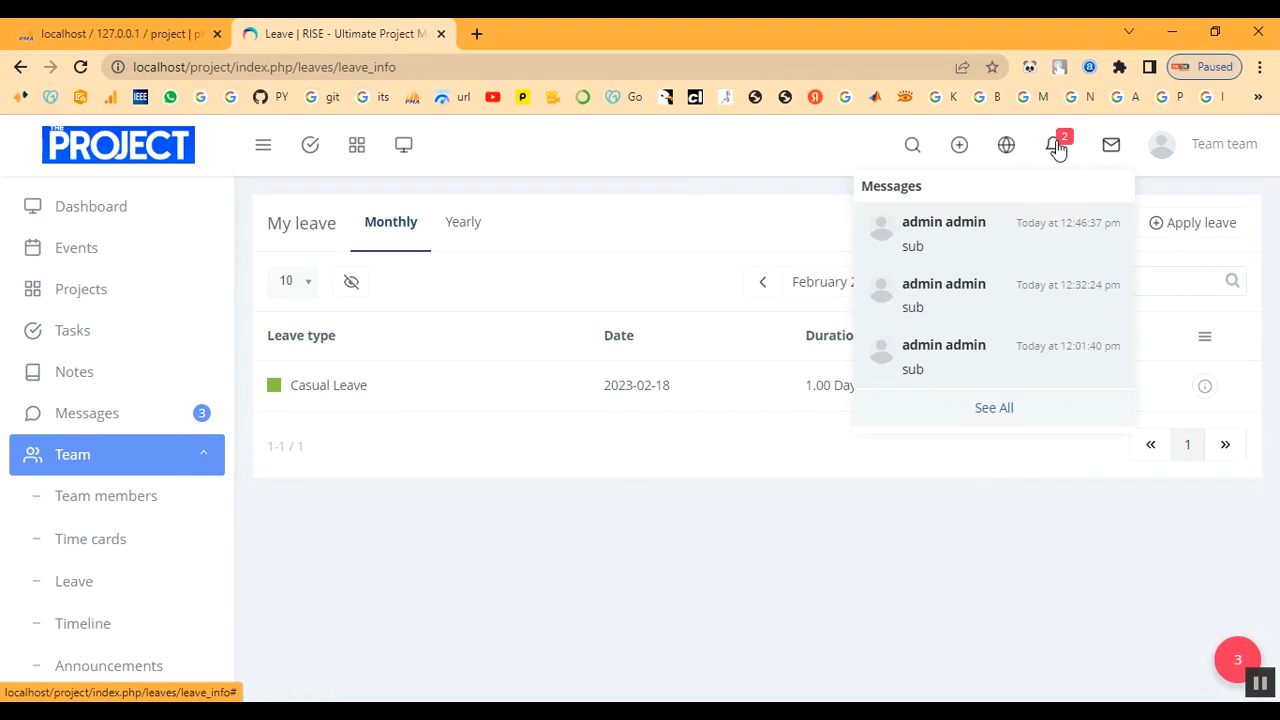 localhost / 127.0.0.1 / project | p
Leave | RISE - Ultimate Project M
localhost/project/index.php/leaves/leave_info
Paused
PY
git
its
url
Go
K
B
M
N
A
P
I
THE
PROJECT
2
Team team
Dashboard
Events
Projects
Tasks
Notes
Messages 3
Team
Team members
Time cards
Leave
Timeline
Announcements
My leave
Monthly
Yearly
Apply leave
10
February 2
Leave type
Date
Duratio
Casual Leave
2023-02-18
1.00 Day
1-1 / 1
1
Messages
admin admin Today at 12:46:37 pm
sub
admin admin Today at 12:32:24 pm
sub
admin admin Today at 12:01:40 pm
sub
See All
3
localhost/project/index.php/leaves/leave_info#